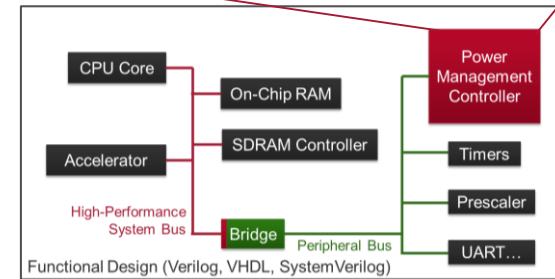 CPU Core
Accelerator
On-Chip RAM
SDRAM Controller
High-Performance
System Bus
Bridge
Peripheral Bus
Power
Management
Controller
Timers
Prescaler
UART...
Functional Design (Verilog, VHDL, SystemVerilog)